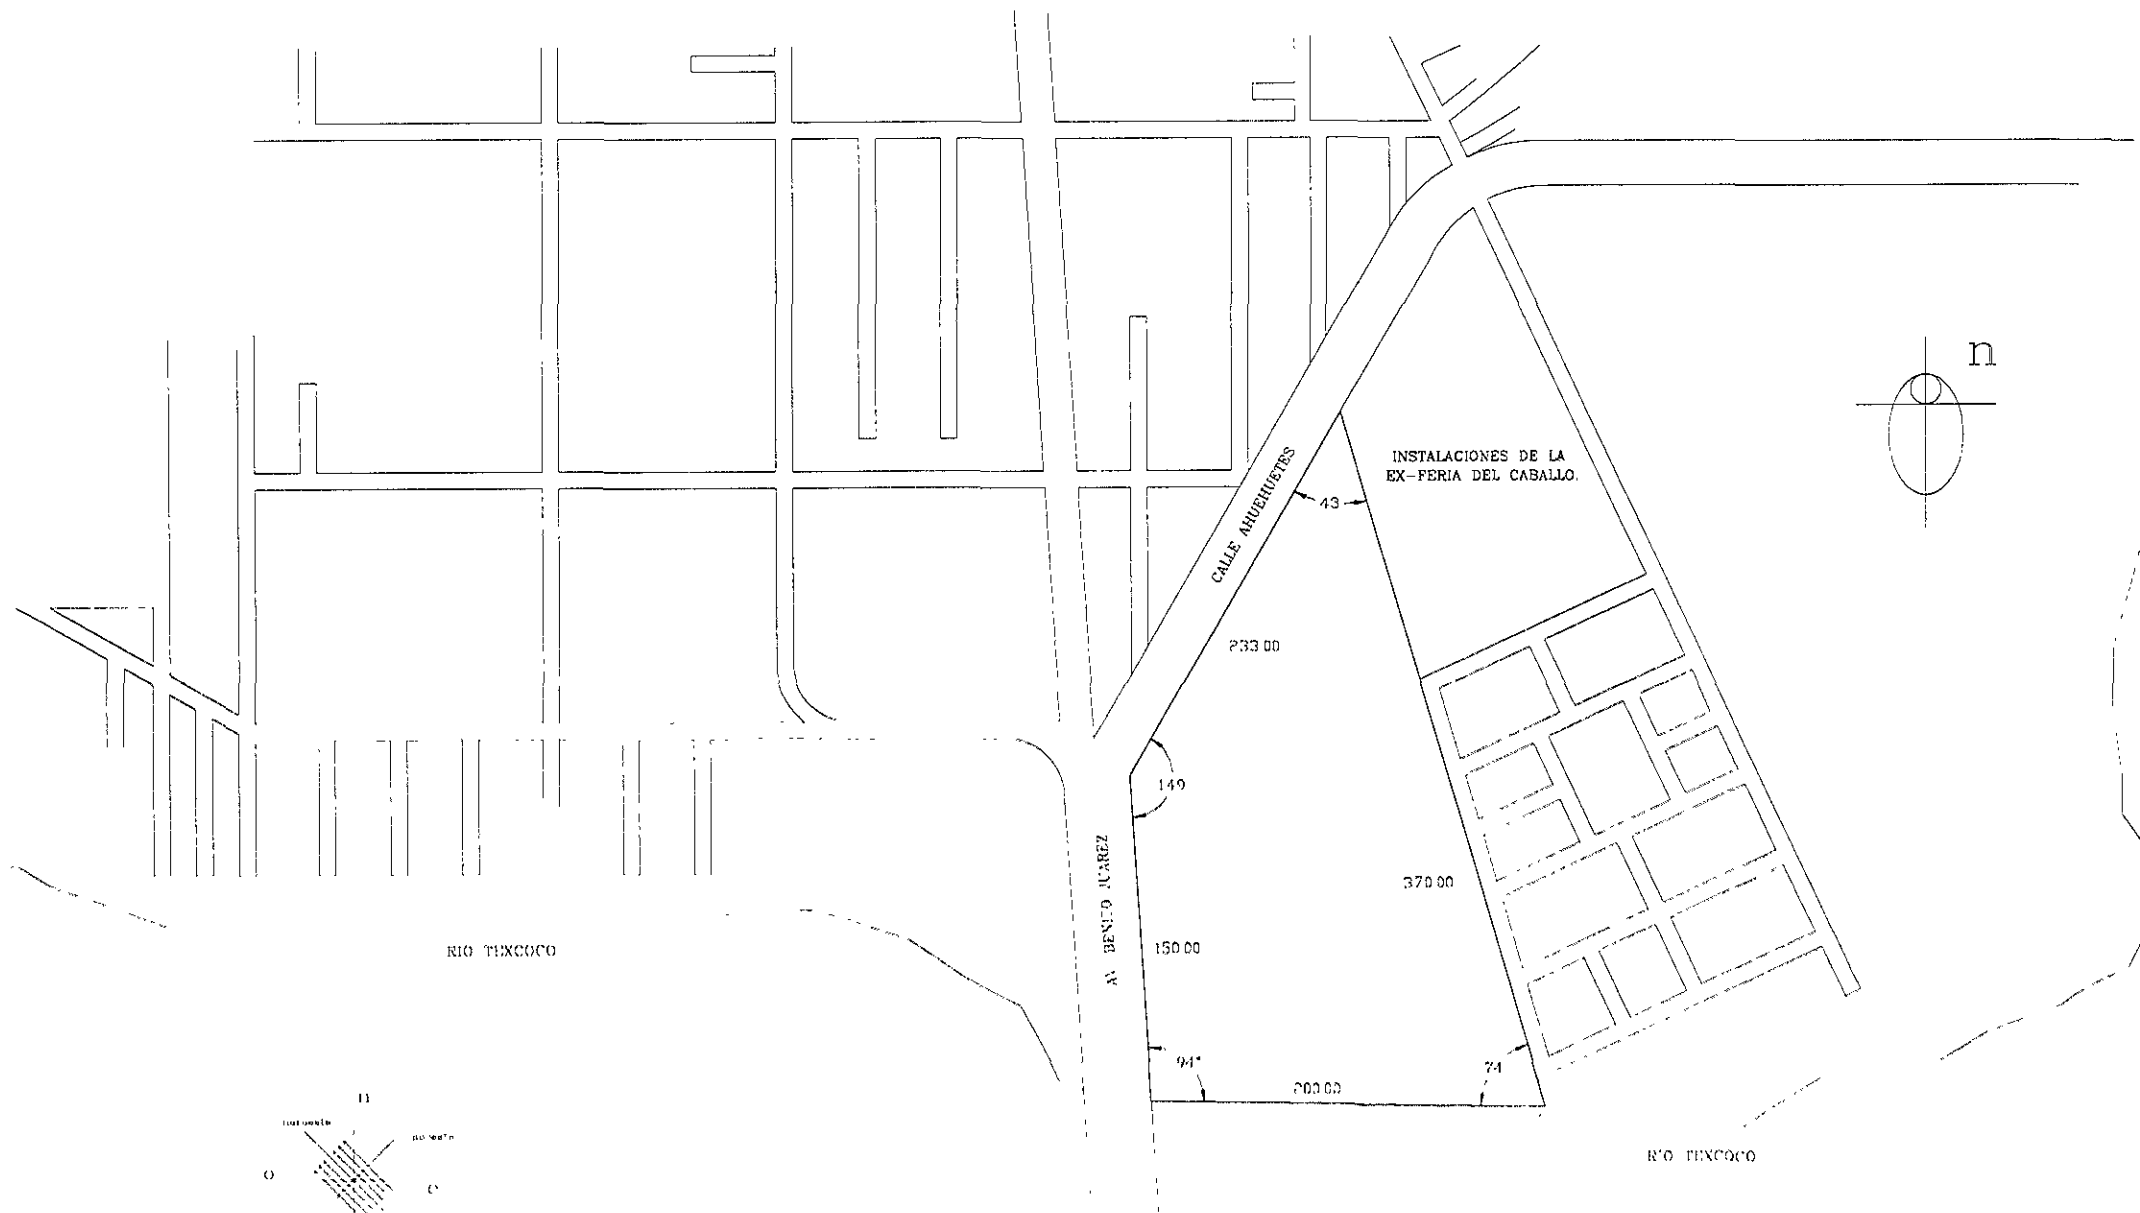 n
INSTALACIONES DE LA
EX-FERIA DEL CABALLO.
43
CALLE AHUEHUETES
233 00
149
370 00
AV BENITO JUAREZ
150 00
RIO TEXCOCO
94°
74
200 00
n
O
RIO TEXCOCO